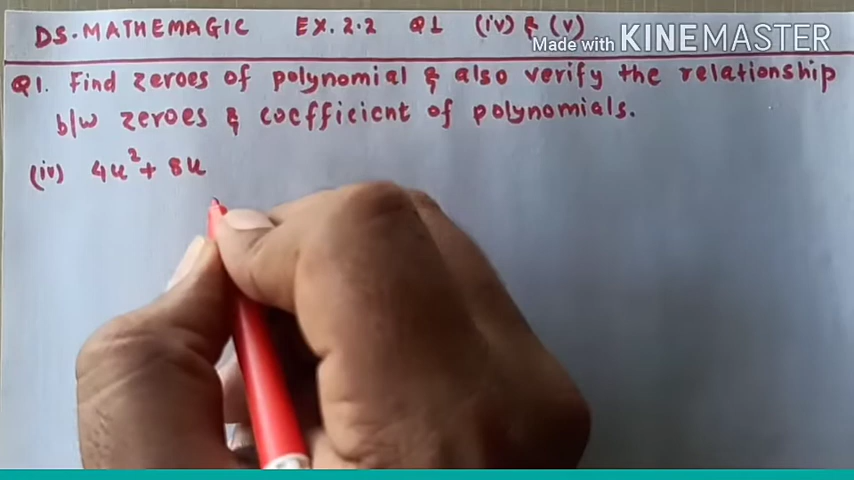 DS.MATHEMAGIC EX.2.2 Q1 (iv) & (v)
Made with KINEMASTER
Q1. Find zeroes of polynomial & also verify the relationship
b/w zeroes & coefficient of polynomials.
(iv) 4u²+ 8u